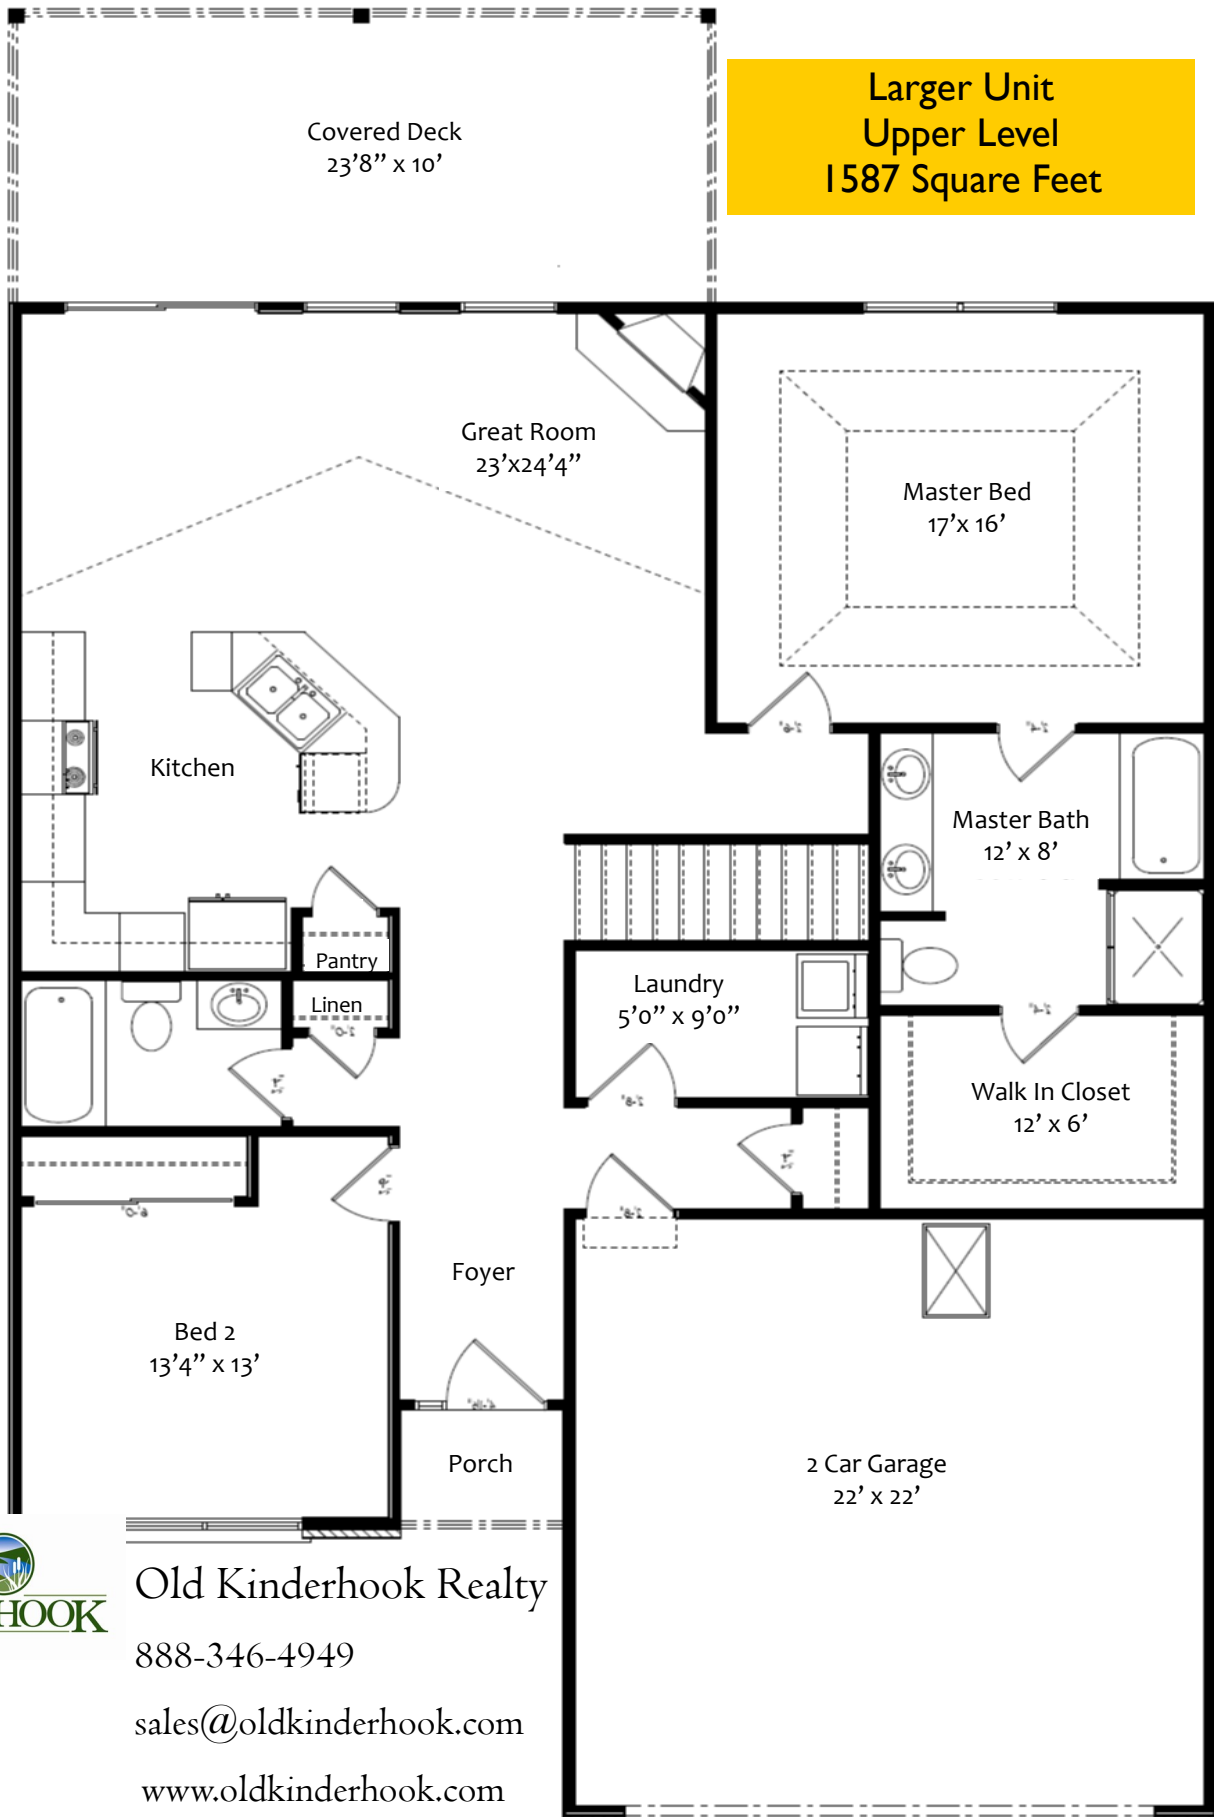 Larger Unit
Upper Level
1587 Square Feet
Covered Deck
23'8” x 10'
Great Room
23'x24'4”
Master Bed
17'x 16'
Kitchen
Master Bath
12' x 8'
Pantry
Linen
Laundry
5'0” x 9'0”
Walk In Closet
12' x 6'
Foyer
Bed 2
13'4” x 13'
Porch
2 Car Garage
22' x 22'
HOOK
Old Kinderhook Realty
888-346-4949
sales@oldkinderhook.com
www.oldkinderhook.com